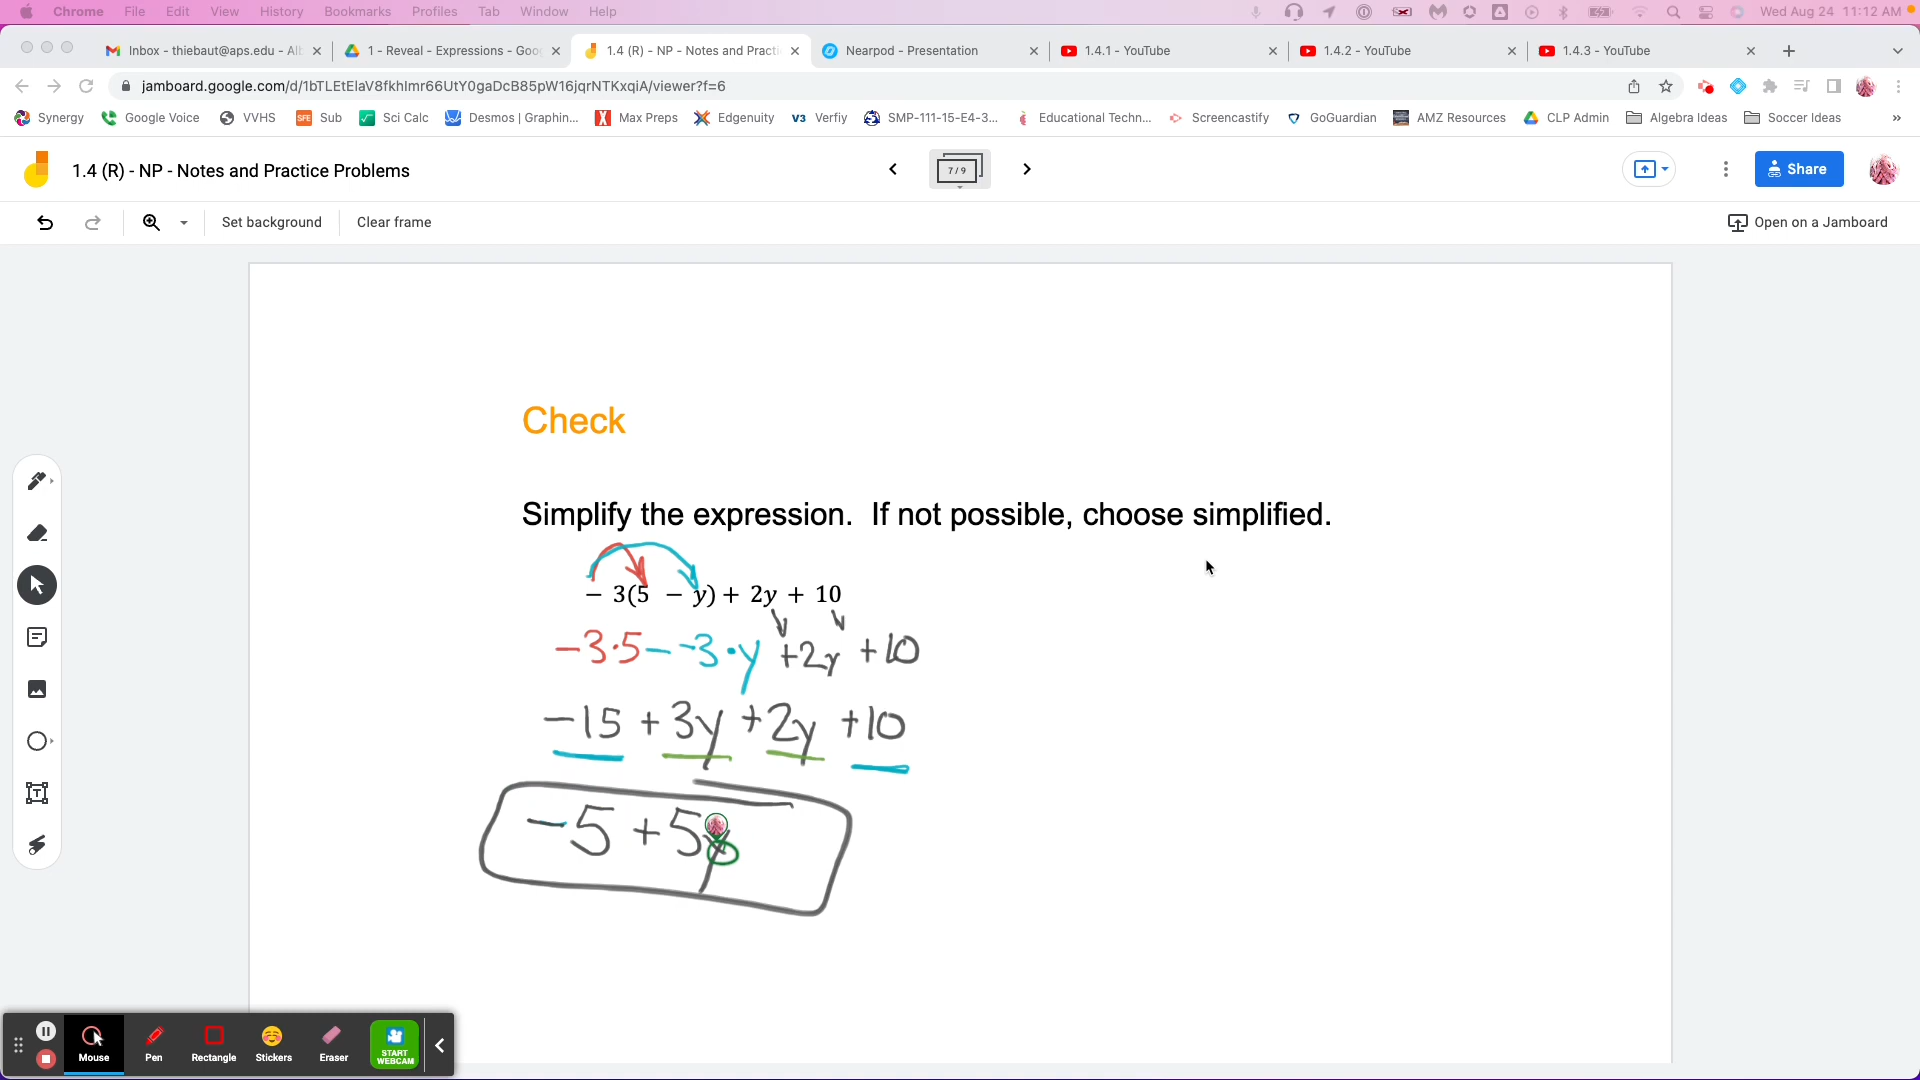 Chrome File Edit View History Bookmarks Profiles Tab Window Help Wed Aug 24 11:12 AM
Inbox - thiebaut@aps.edu - Alb 1 - Reveal - Expressions - Goog 1.4 (R) - NP - Notes and Practi Nearpod - Presentation 1.4.1 - YouTube 1.4.2 - YouTube 1.4.3 - YouTube
jamboard.google.com/d/1bTLEtElaV8fkhImr66UtY0gaDcB85pW16jqrNTKxqiA/viewer?f=6
Synergy Google Voice VVHS SFE Sub Sci Calc Desmos | Graphin... Max Preps Edgenuity V3 Verfiy SMP-111-15-E4-3... Educational Techn... Screencastify GoGuardian AMZ Resources CLP Admin Algebra Ideas Soccer Ideas »
1.4 (R) - NP - Notes and Practice Problems 7 / 9 Share
Set background Clear frame Open on a Jamboard
Check
Simplify the expression. If not possible, choose simplified.
− 3(5 − y) + 2y + 10
-3·5 - -3·y +2y +10
-15 + 3y +2y +10
-5 +5y
Mouse Pen Rectangle Stickers Eraser START WEBCAM